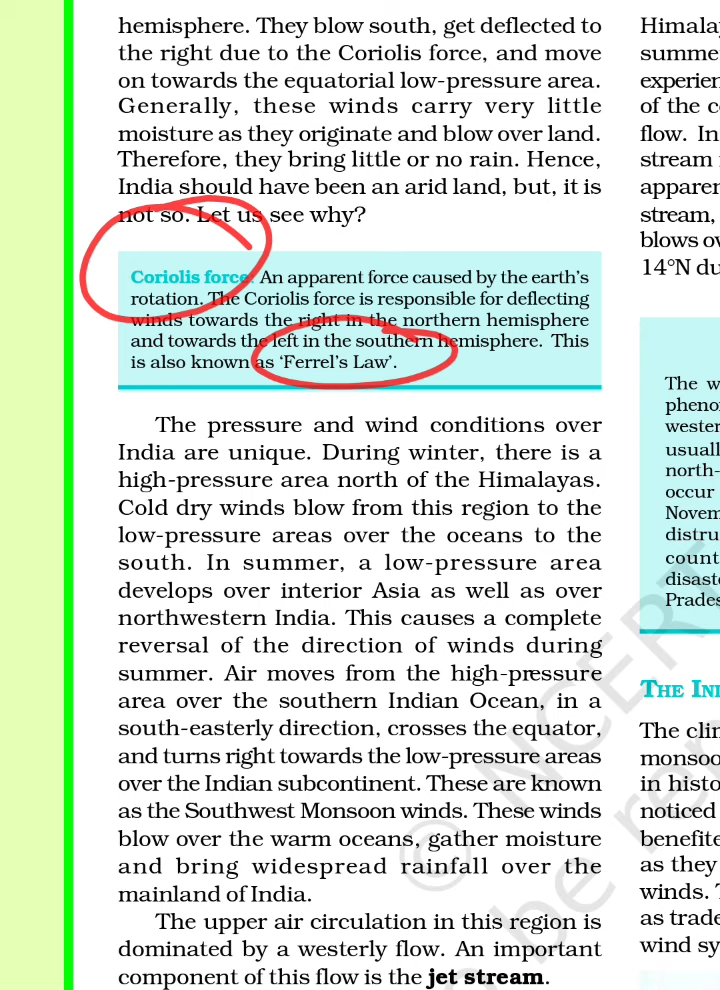 hemisphere. They blow south, get deflected to
the right due to the Coriolis force, and move
on towards the equatorial low-pressure area.
Generally, these winds carry very little
moisture as they originate and blow over land.
Therefore, they bring little or no rain. Hence,
India should have been an arid land, but, it is
not so. Let us see why?
Coriolis force: An apparent force caused by the earth's
rotation. The Coriolis force is responsible for deflecting
winds towards the right in the northern hemisphere
and towards the left in the southern hemisphere. This
is also known as 'Ferrel's Law'.
The pressure and wind conditions over
India are unique. During winter, there is a
high-pressure area north of the Himalayas.
Cold dry winds blow from this region to the
low-pressure areas over the oceans to the
south. In summer, a low-pressure area
develops over interior Asia as well as over
northwestern India. This causes a complete
reversal of the direction of winds during
summer. Air moves from the high-pressure
area over the southern Indian Ocean, in a
south-easterly direction, crosses the equator,
and turns right towards the low-pressure areas
over the Indian subcontinent. These are known
as the Southwest Monsoon winds. These winds
blow over the warm oceans, gather moisture
and bring widespread rainfall over the
mainland of India.
The upper air circulation in this region is
dominated by a westerly flow. An important
component of this flow is the jet stream.
Himala
summe
experien
of the c
flow. In
stream
apparen
stream,
blows ov
14°N du
The w
pheno
wester
usuall
north-
occur
Novem
distru
count
disast
Prades
THE IN
The clin
monsoo
in histo
noticed
benefite
as they
winds.
as trade
wind sy
© NCERT
be rep